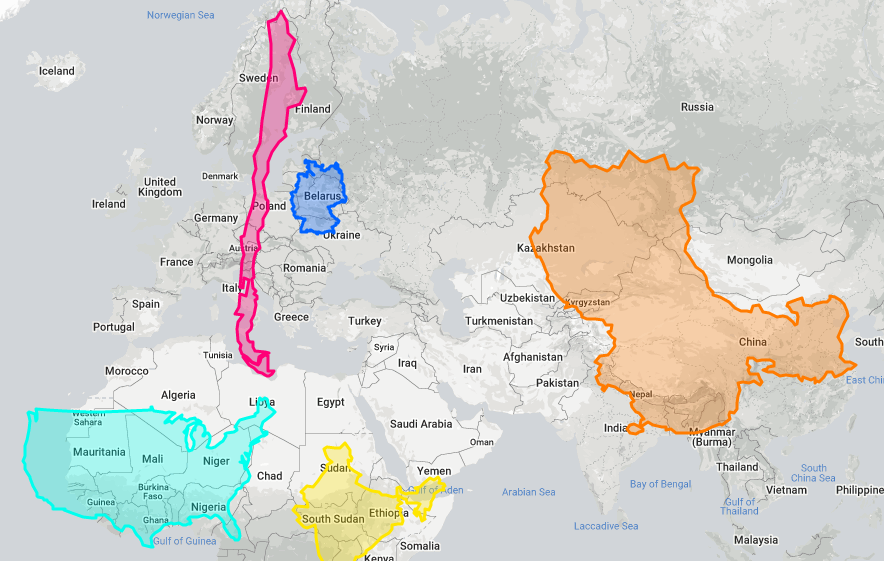 Norwegian Sea
Iceland
Sweden
Finland
Norway
Russia
Denmark
United
Kingdom
Ireland
Belarus
Poland
Germany
Ukraine
Kazakhstan
Austria
Mongolia
France
Romania
Italy
Uzbekistan
Kyrgyzstan
Spain
Greece
Turkey
Turkmenistan
Portugal
China
South
Syria
Tunisia
Afghanistan
Iraq
Iran
Morocco
Pakistan
East Chi
Algeria
Nepal
Libya
Egypt
Western
Sahara
Saudi Arabia
India
Myanmar
(Burma)
Oman
Mauritania
Mali
Niger
Chad
Sudan
Yemen
Thailand
South
China Sea
Burkina
Faso
Gulf of Aden
Arabian Sea
Bay of Bengal
Vietnam
Philippine
Guinea
Nigeria
Ghana
South Sudan
Ethiopia
Gulf of
Thailand
Laccadive Sea
Gulf of Guinea
Somalia
Malaysia
Kenya